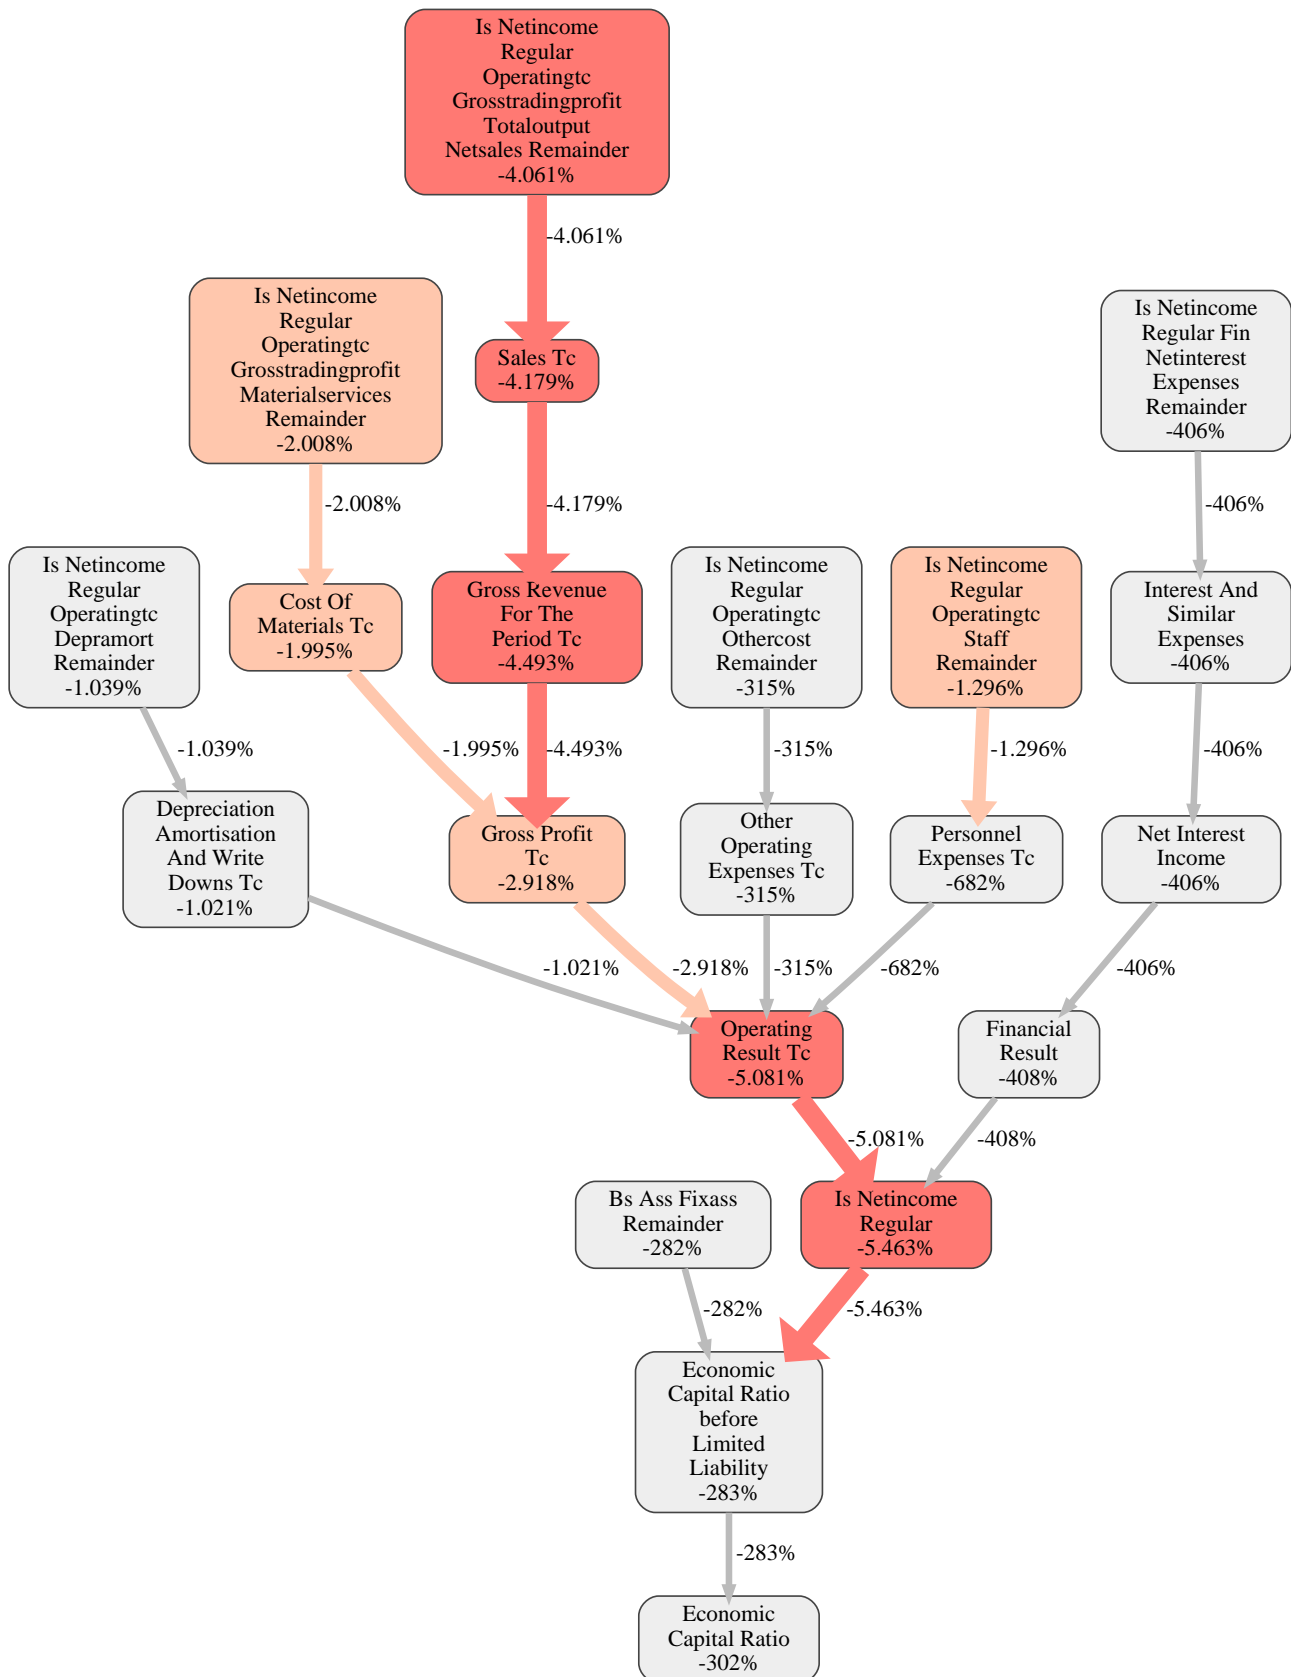 Is Netincome
Regular
Operatingtc
Grosstradingprofit
Totaloutput
Netsales Remainder
-4.061%
-4.061%
Is Netincome
Regular
Operatingtc
Grosstradingprofit
Materialservices
Remainder
-2.008%
Is Netincome
Regular Fin
Netinterest
Expenses
Remainder
-406%
Sales Tc
-4.179%
-2.008%
-4.179%
-406%
Is Netincome
Regular
Operatingtc
Depramort
Remainder
-1.039%
Cost Of
Materials Tc
-1.995%
Gross Revenue
For The
Period Tc
-4.493%
Is Netincome
Regular
Operatingtc
Othercost
Remainder
-315%
Is Netincome
Regular
Operatingtc
Staff
Remainder
-1.296%
Interest And
Similar
Expenses
-406%
-1.039%
-1.995%
-4.493%
-315%
-1.296%
-406%
Depreciation
Amortisation
And Write
Downs Tc
-1.021%
Gross Profit
Tc
-2.918%
Other
Operating
Expenses Tc
-315%
Personnel
Expenses Tc
-682%
Net Interest
Income
-406%
-1.021%
-2.918%
-315%
-682%
-406%
Operating
Result Tc
-5.081%
Financial
Result
-408%
-5.081%
-408%
Bs Ass Fixass
Remainder
-282%
Is Netincome
Regular
-5.463%
-282%
-5.463%
Economic
Capital Ratio
before
Limited
Liability
-283%
-283%
Economic
Capital Ratio
-302%